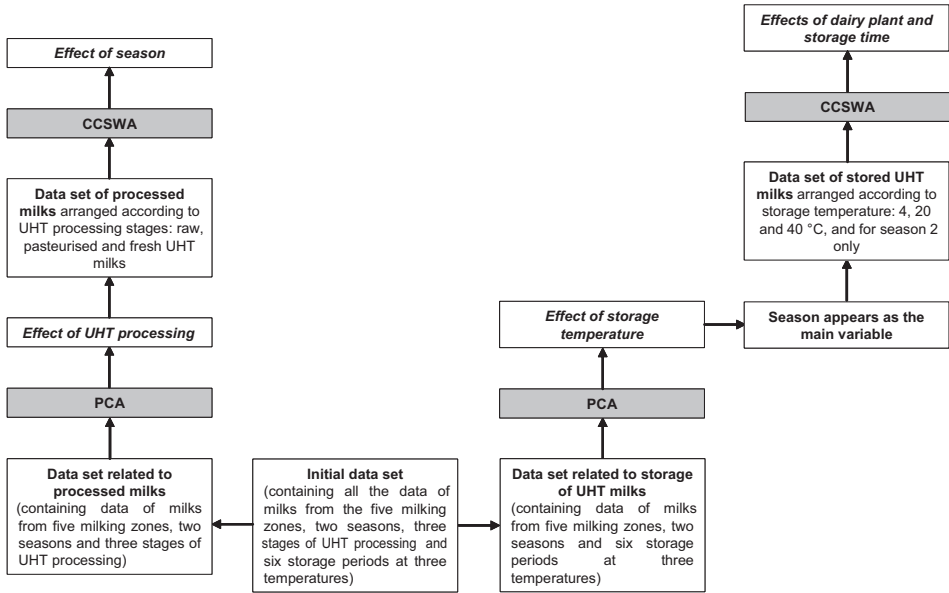 Effect of season
CCSWA
Data set of processed
milks arranged according to
UHT processing stages: raw,
pasteurised and fresh UHT
milks
Effect of UHT processing
PCA
Data set related to
processed milks
(containing data of milks
from five milking zones, two
seasons and three stages of
UHT processing)
Initial data set
(containing all the data of
milks from the five milking
zones, two seasons, three
stages of UHT processing and
six storage periods at three
temperatures)
Effects of dairy plant and
storage time
CCSWA
Data set of stored UHT
milks arranged according to
storage temperature: 4, 20
and 40 °C, and for season 2
only
Effect of storage
temperature
Season appears as the
main variable
PCA
Data set related to storage
of UHT milks
(containing data of milks
from five milking zones, two
seasons and six storage
periods at three
temperatures)